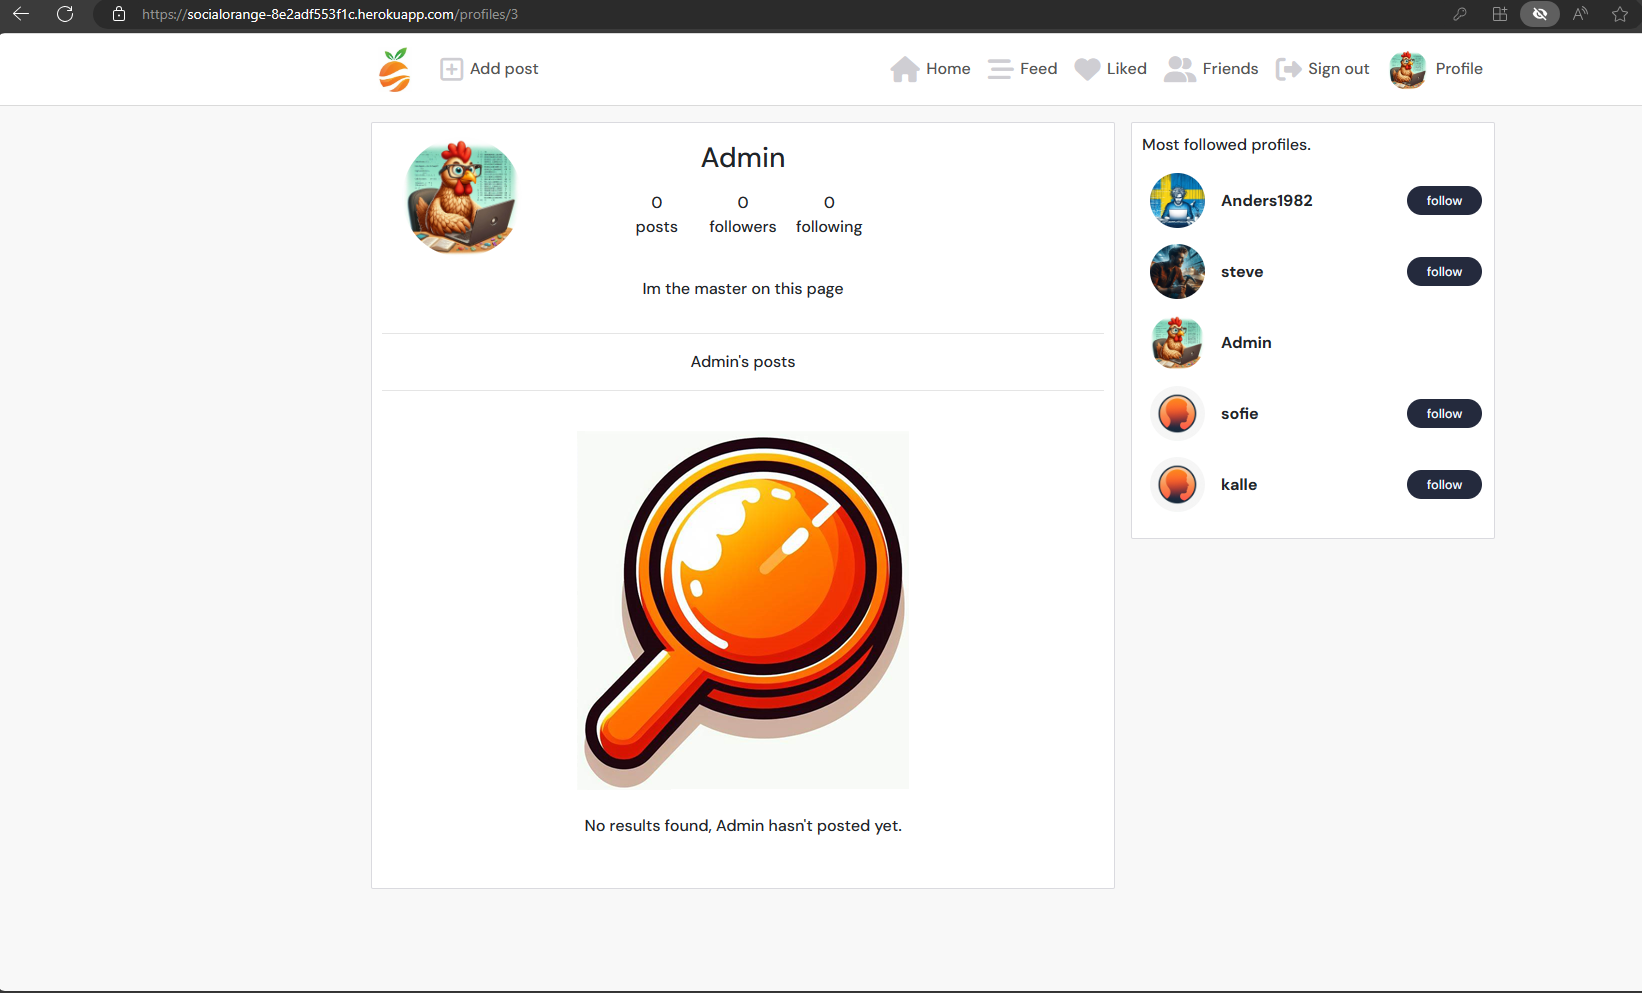 https://socialorange-8e2adf553f1c.herokuapp.com/profiles/3
Add post
Home
Feed
Liked
Friends
Sign out
Profile
Admin
0 0 0
posts followers following
Im the master on this page
Admin's posts
No results found, Admin hasn't posted yet.
Most followed profiles.
Anders1982 follow
steve follow
Admin
sofie follow
kalle follow